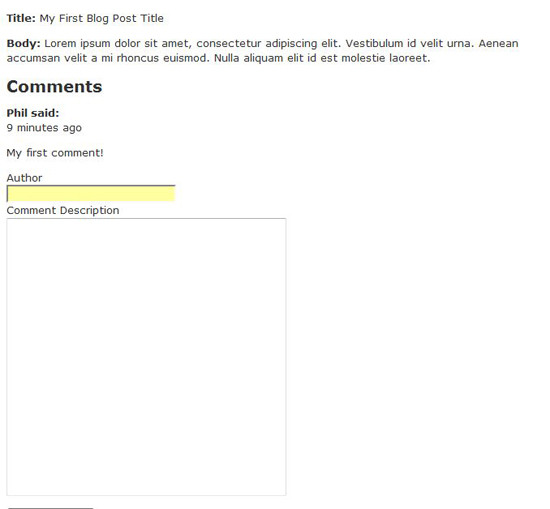 Title: My First Blog Post Title
Body: Lorem ipsum dolor sit amet, consectetur adipiscing elit. Vestibulum id velit urna. Aenean
accumsan velit a mi rhoncus euismod. Nulla aliquam elit id est molestie laoreet.
Comments
Phil said:
9 minutes ago
My first comment!
Author
Comment Description